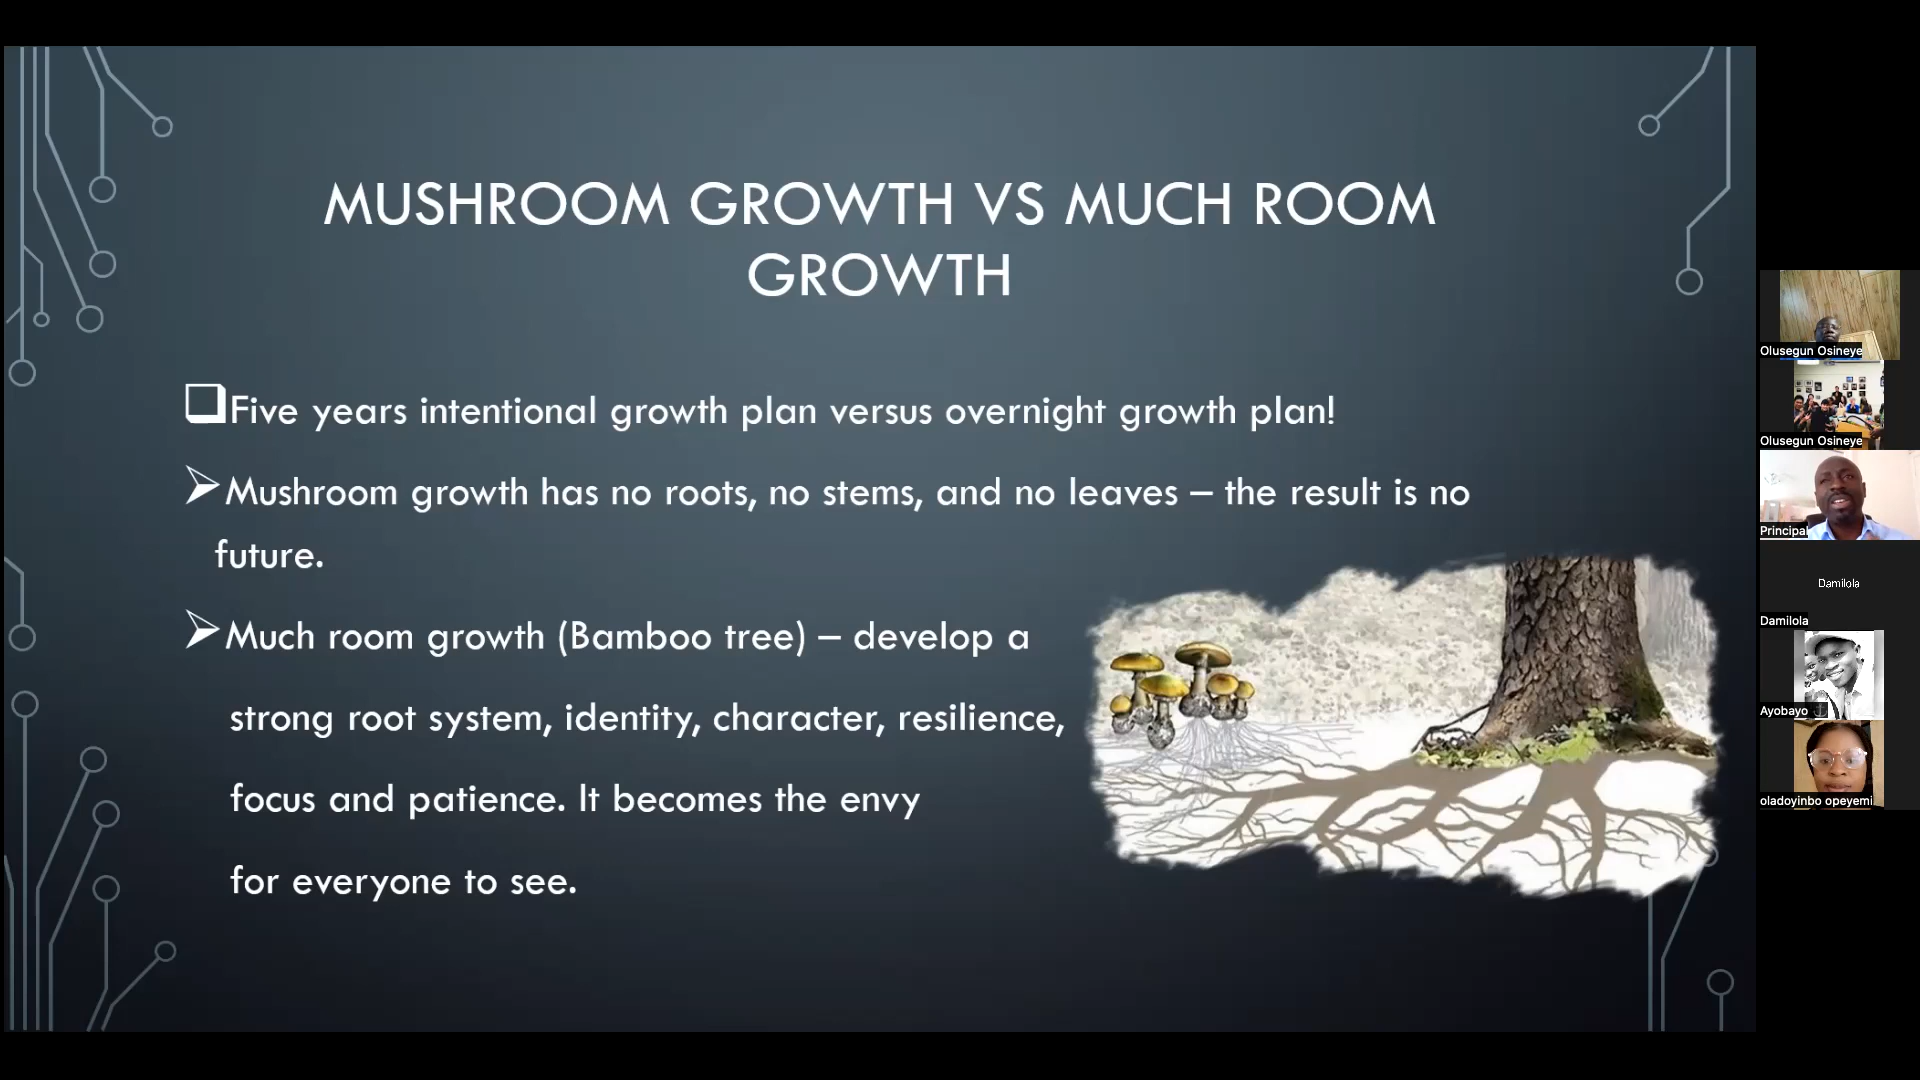 MUSHROOM GROWTH VS MUCH ROOM
GROWTH
Five years intentional growth plan versus overnight growth plan!
Mushroom growth has no roots, no stems, and no leaves – the result is no
future.
Much room growth (Bamboo tree) – develop a
strong root system, identity, character, resilience,
focus and patience. It becomes the envy
for everyone to see.
Olusegun Osineye
Olusegun Osineye
Principal
Damilola
Damilola
Ayobayo
oladoyinbo opeyemi